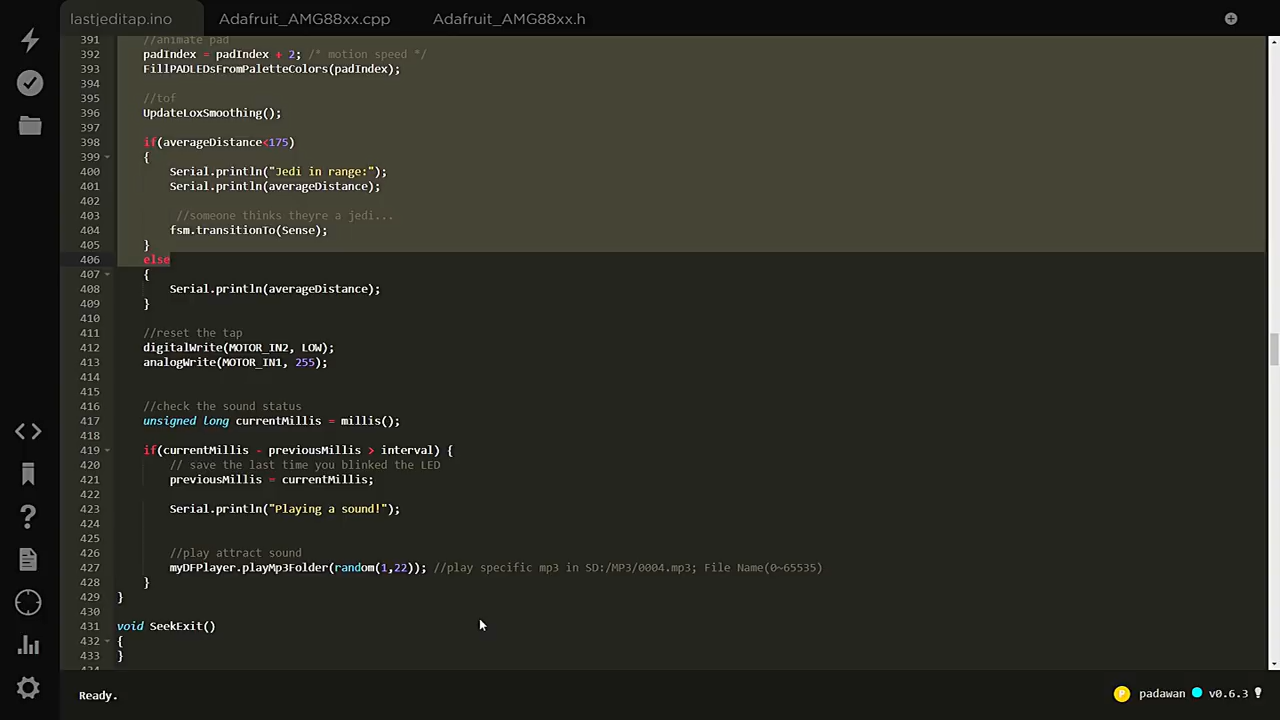 lastjeditap.ino Adafruit_AMG88xx.cpp Adafruit_AMG88xx.h
391 //animate pad
392 padIndex = padIndex + 2; /* motion speed */
393 FillPADLEDsFromPaletteColors(padIndex);
394
395 //tof
396 UpdateLoxSmoothing();
397
398 if(averageDistance<175)
399 {
400 Serial.println("Jedi in range:");
401 Serial.println(averageDistance);
402
403 //someone thinks theyre a jedi...
404 fsm.transitionTo(Sense);
405 }
406 else
407 {
408 Serial.println(averageDistance);
409 }
410
411 //reset the tap
412 digitalWrite(MOTOR_IN2, LOW);
413 analogWrite(MOTOR_IN1, 255);
414
415
416 //check the sound status
417 unsigned long currentMillis = millis();
418
419 if(currentMillis - previousMillis > interval) {
420 // save the last time you blinked the LED
421 previousMillis = currentMillis;
422
423 Serial.println("Playing a sound!");
424
425
426 //play attract sound
427 myDFPlayer.playMp3Folder(random(1,22)); //play specific mp3 in SD:/MP3/0004.mp3; File Name(0~65535)
428 }
429 }
430
431 void SeekExit()
432 {
433 }
Ready.
P padawan v0.6.3